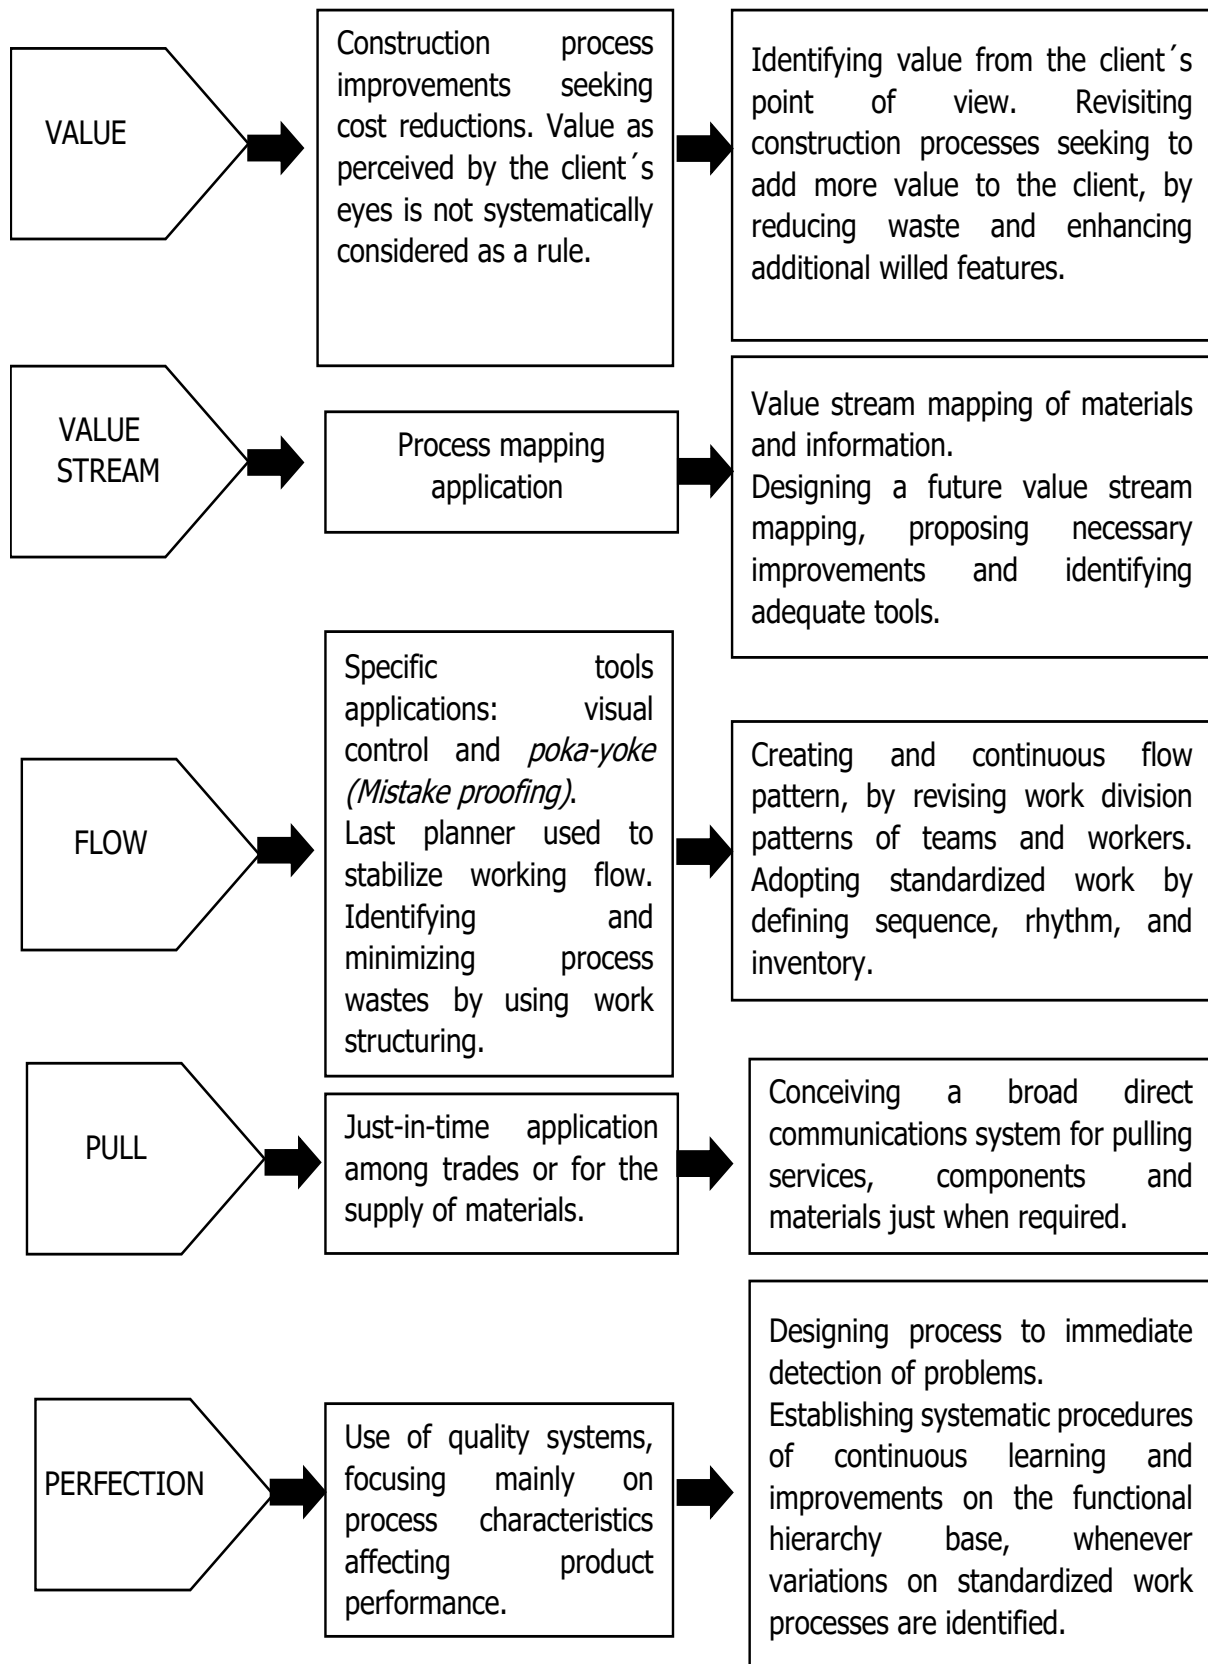 VALUE
Construction process
improvements seeking
cost reductions. Value as
perceived by the client´s
eyes is not systematically
considered as a rule.
Identifying value from the client´s
point of view. Revisiting
construction processes seeking to
add more value to the client, by
reducing waste and enhancing
additional willed features.
VALUE
STREAM
Process mapping
application
Value stream mapping of materials
and information.
Designing a future value stream
mapping, proposing necessary
improvements and identifying
adequate tools.
FLOW
Specific tools
applications: visual
control and poka-yoke
(Mistake proofing).
Last planner used to
stabilize working flow.
Identifying and
minimizing process
wastes by using work
structuring.
Creating and continuous flow
pattern, by revising work division
patterns of teams and workers.
Adopting standardized work by
defining sequence, rhythm, and
inventory.
PULL
Just-in-time application
among trades or for the
supply of materials.
Conceiving a broad direct
communications system for pulling
services, components and
materials just when required.
PERFECTION
Use of quality systems,
focusing mainly on
process characteristics
affecting product
performance.
Designing process to immediate
detection of problems.
Establishing systematic procedures
of continuous learning and
improvements on the functional
hierarchy base, whenever
variations on standardized work
processes are identified.